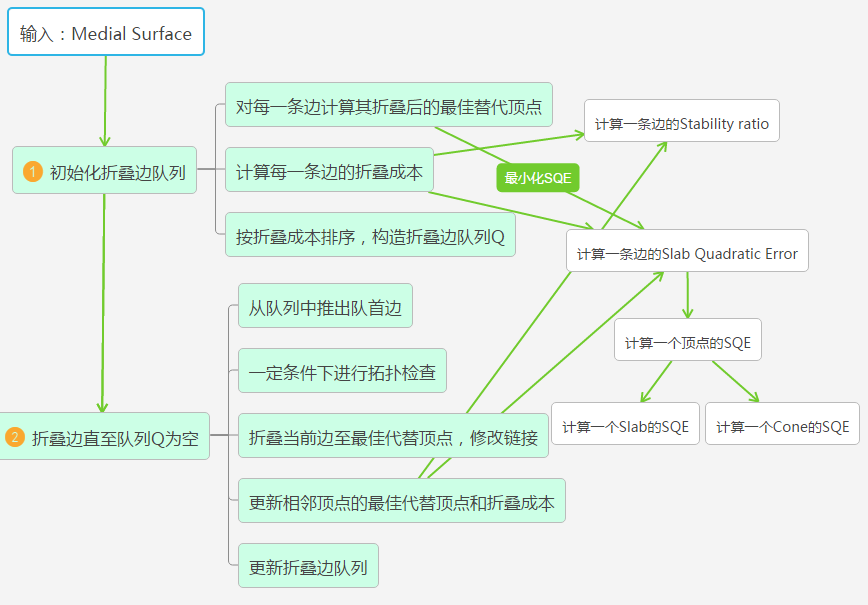 输入：Medial Surface
1 初始化折叠边队列
对每一条边计算其折叠后的最佳替代顶点
计算每一条边的折叠成本
按折叠成本排序，构造折叠边队列Q
计算一条边的Stability ratio
最小化SQE
计算一条边的Slab Quadratic Error
计算一个顶点的SQE
计算一个Slab的SQE
计算一个Cone的SQE
2 折叠边直至队列Q为空
从队列中推出队首边
一定条件下进行拓扑检查
折叠当前边至最佳代替顶点，修改链接
更新相邻顶点的最佳代替顶点和折叠成本
更新折叠边队列